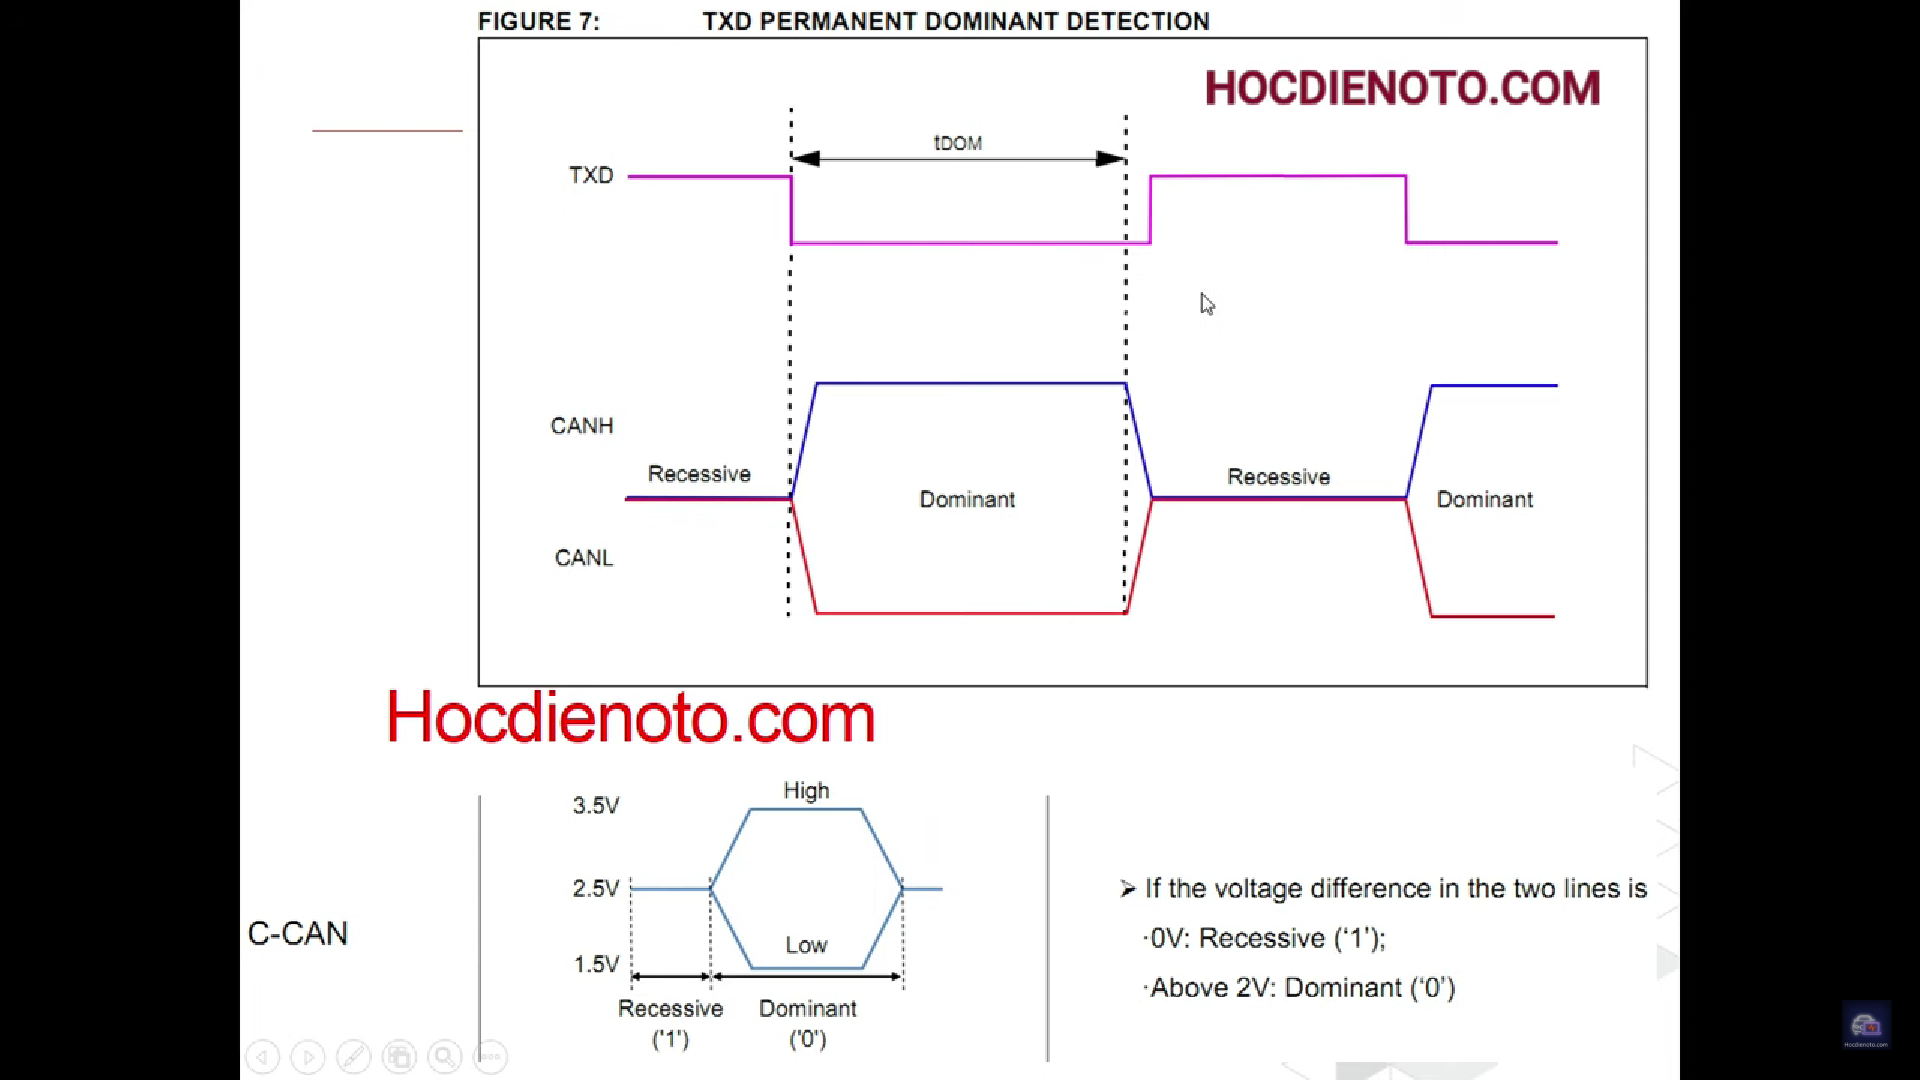 FIGURE 7: TXD PERMANENT DOMINANT DETECTION
HOCDIENOTO.COM
tDOM
TXD
CANH
Recessive
Recessive
Dominant
Dominant
CANL
Hocdienoto.com
High
3.5V
2.5V
If the voltage difference in the two lines is
C-CAN
Low
·0V: Recessive (‘1’);
1.5V
·Above 2V: Dominant (‘0’)
Recessive Dominant
('1') ('0')
Hocdienoto.com